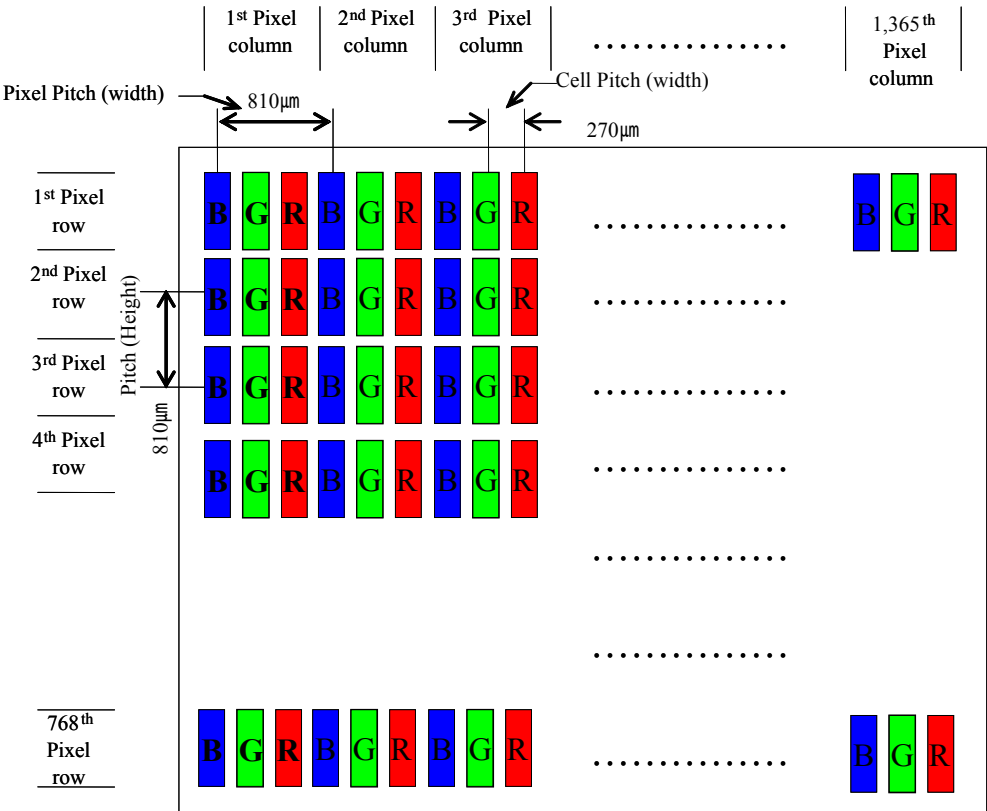 1st Pixel column
2nd Pixel column
3rd Pixel column
...............
1,365th Pixel column
Pixel Pitch (width)
810㎛
Cell Pitch (width)
270㎛
1st Pixel row
B G R B G R B G R
...............
B G R
2nd Pixel row
B G R B G R B G R
...............
Pitch (Height)
810㎛
3rd Pixel row
B G R B G R B G R
...............
4th Pixel row
B G R B G R B G R
...............
...............
...............
768th Pixel row
B G R B G R B G R
...............
B G R